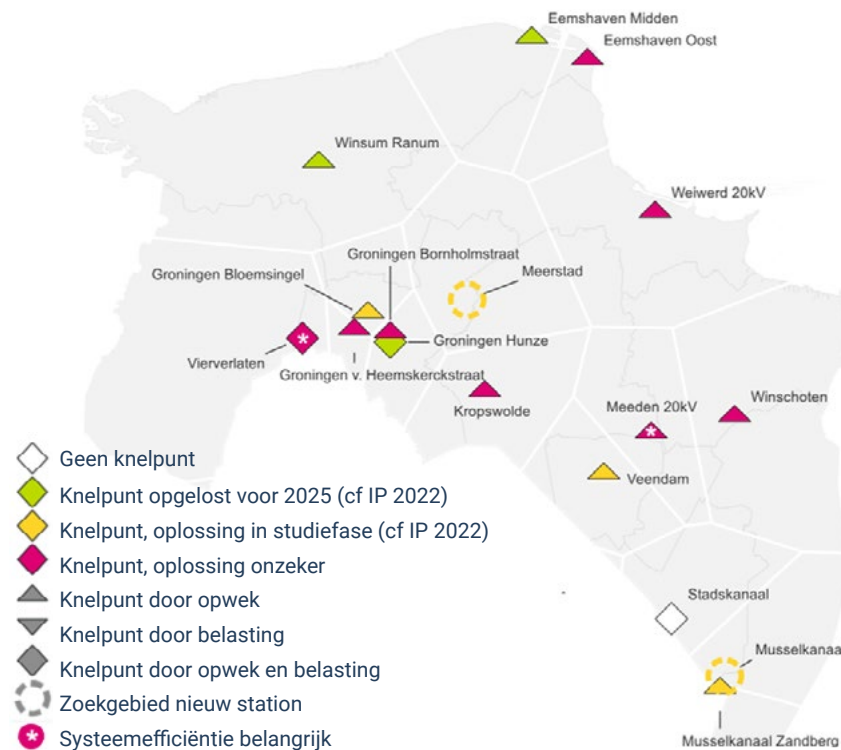 Eemshaven Midden
Eemshaven Oost
Winsum Ranum
Weiwerd 20kV
Groningen Bornholmstraat
Groningen Bloemsingel
Meerstad
Groningen Hunze
Vierverlaten
Groningen v. Heemskerckstraat
Kropswolde
Meeden 20kV
Winschoten
Veendam
Stadskanaal
Musselkanaa
Musselkanaal Zandberg
Geen knelpunt
Knelpunt opgelost voor 2025 (cf IP 2022)
Knelpunt, oplossing in studiefase (cf IP 2022)
Knelpunt, oplossing onzeker
Knelpunt door opwek
Knelpunt door belasting
Knelpunt door opwek en belasting
Zoekgebied nieuw station
Systeemefficiëntie belangrijk